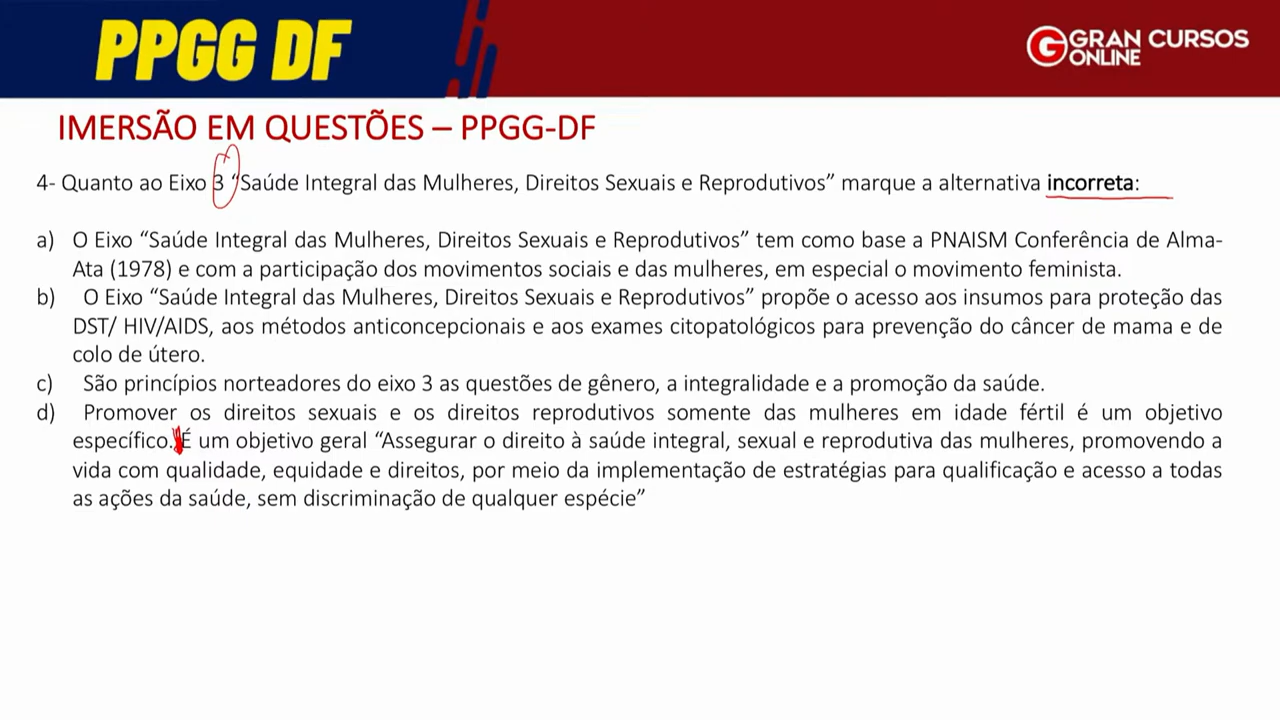 PPGG DF
GRAN CURSOS
ONLINE
IMERSÃO EM QUESTÕES – PPGG-DF
4- Quanto ao Eixo 3 “Saúde Integral das Mulheres, Direitos Sexuais e Reprodutivos” marque a alternativa incorreta:
a) O Eixo “Saúde Integral das Mulheres, Direitos Sexuais e Reprodutivos” tem como base a PNAISM Conferência de Alma-
Ata (1978) e com a participação dos movimentos sociais e das mulheres, em especial o movimento feminista.
b) O Eixo “Saúde Integral das Mulheres, Direitos Sexuais e Reprodutivos” propõe o acesso aos insumos para proteção das
DST/ HIV/AIDS, aos métodos anticoncepcionais e aos exames citopatológicos para prevenção do câncer de mama e de
colo de útero.
c) São princípios norteadores do eixo 3 as questões de gênero, a integralidade e a promoção da saúde.
d) Promover os direitos sexuais e os direitos reprodutivos somente das mulheres em idade fértil é um objetivo
específico. É um objetivo geral “Assegurar o direito à saúde integral, sexual e reprodutiva das mulheres, promovendo a
vida com qualidade, equidade e direitos, por meio da implementação de estratégias para qualificação e acesso a todas
as ações da saúde, sem discriminação de qualquer espécie”